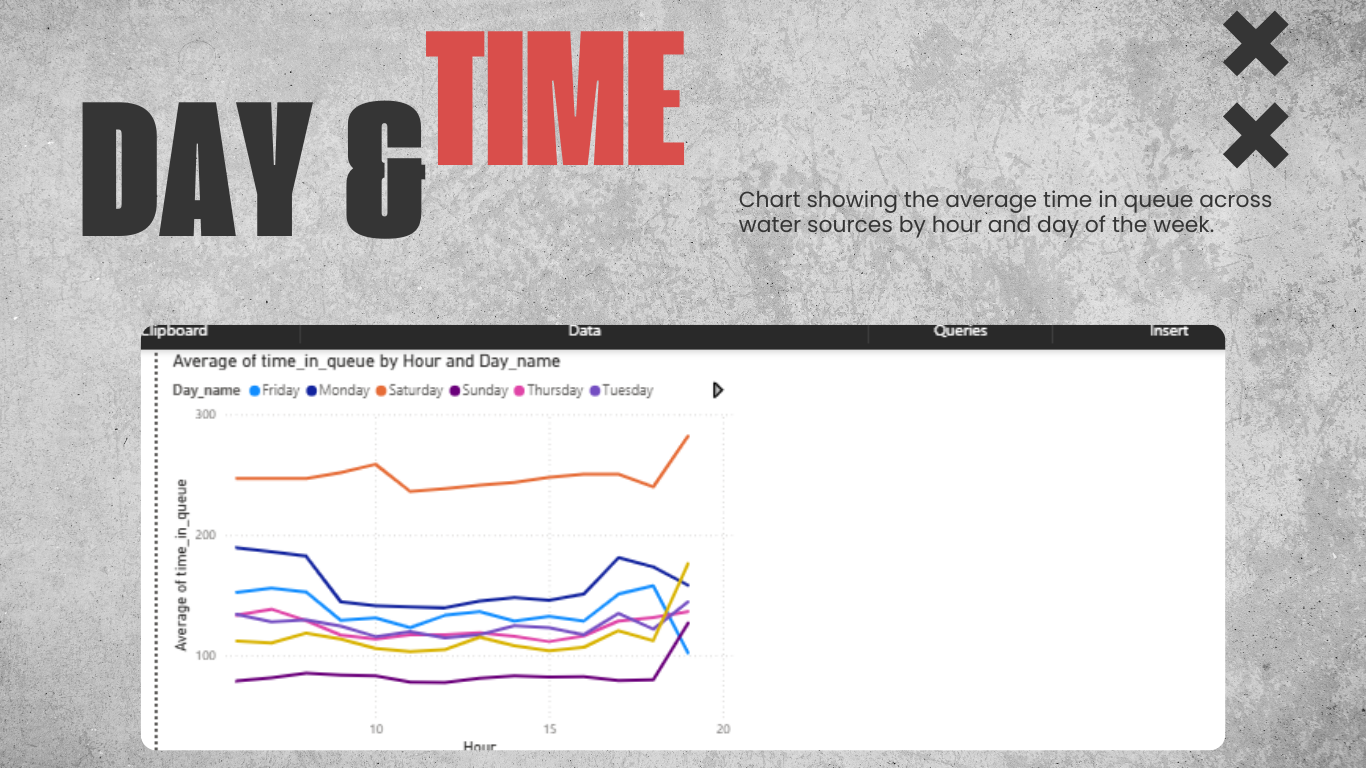 DAY & TIME
Chart showing the average time in queue across
water sources by hour and day of the week.
Clipboard Data Queries Insert
Average of time_in_queue by Hour and Day_name
Day_name Friday Monday Saturday Sunday Thursday Tuesday
300
200
100
Average of time_in_queue
10 15 20
Hour